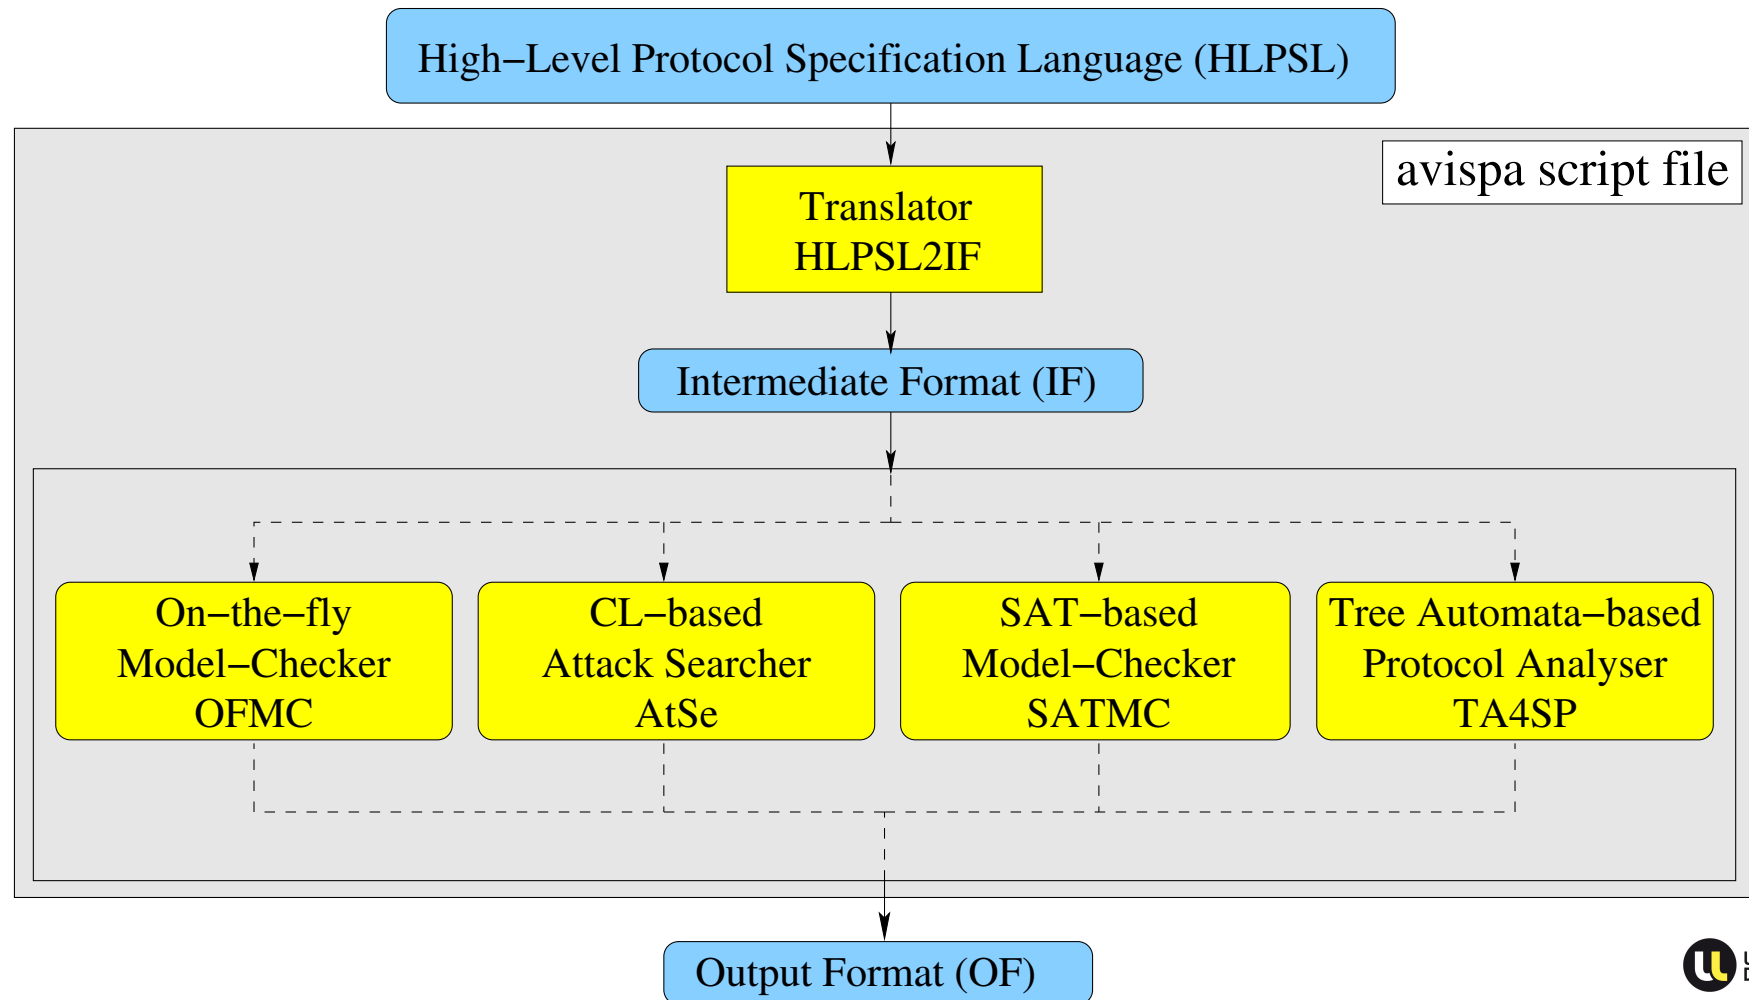 High−Level Protocol Specification Language (HLPSL)
avispa script file
Translator
HLPSL2IF
Intermediate Format (IF)
On−the−fly
Model−Checker
OFMC
CL−based
Attack Searcher
AtSe
SAT−based
Model−Checker
SATMC
Tree Automata−based
Protocol Analyser
TA4SP
Output Format (OF)